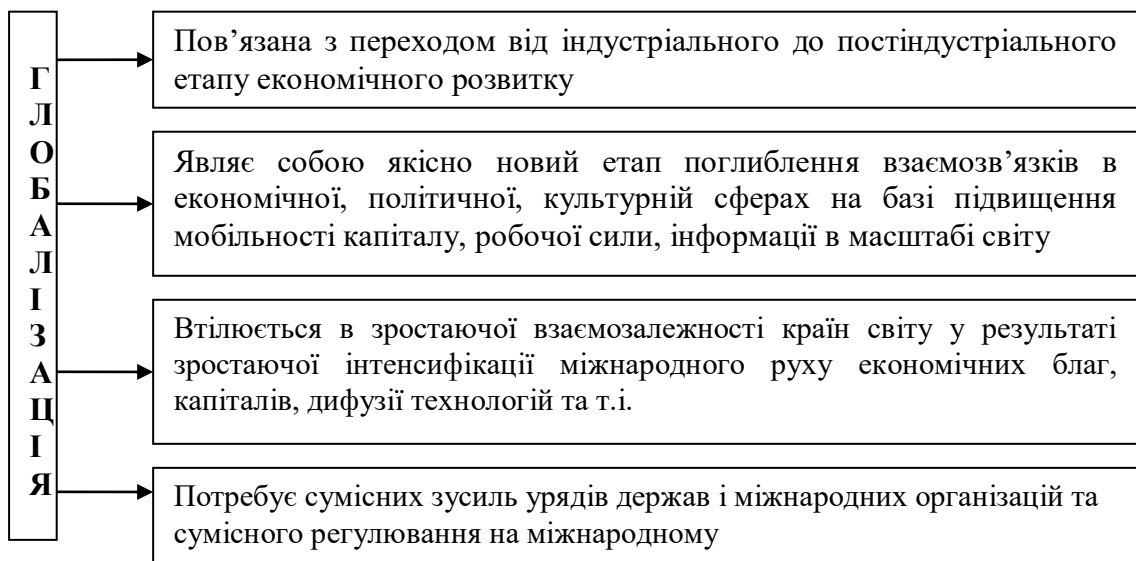 ГЛОБАЛІЗАЦІЯ
Пов’язана з переходом від індустріального до постіндустріального
етапу економічного розвитку
Являє собою якісно новий етап поглиблення взаємозв’язків в
економічної, політичної, культурній сферах на базі підвищення
мобільності капіталу, робочої сили, інформації в масштабі світу
Втілюється в зростаючої взаємозалежності країн світу у результаті
зростаючої інтенсифікації міжнародного руху економічних благ,
капіталів, дифузії технологій та т.і.
Потребує сумісних зусиль урядів держав і міжнародних організацій та
сумісного регулювання на міжнародному